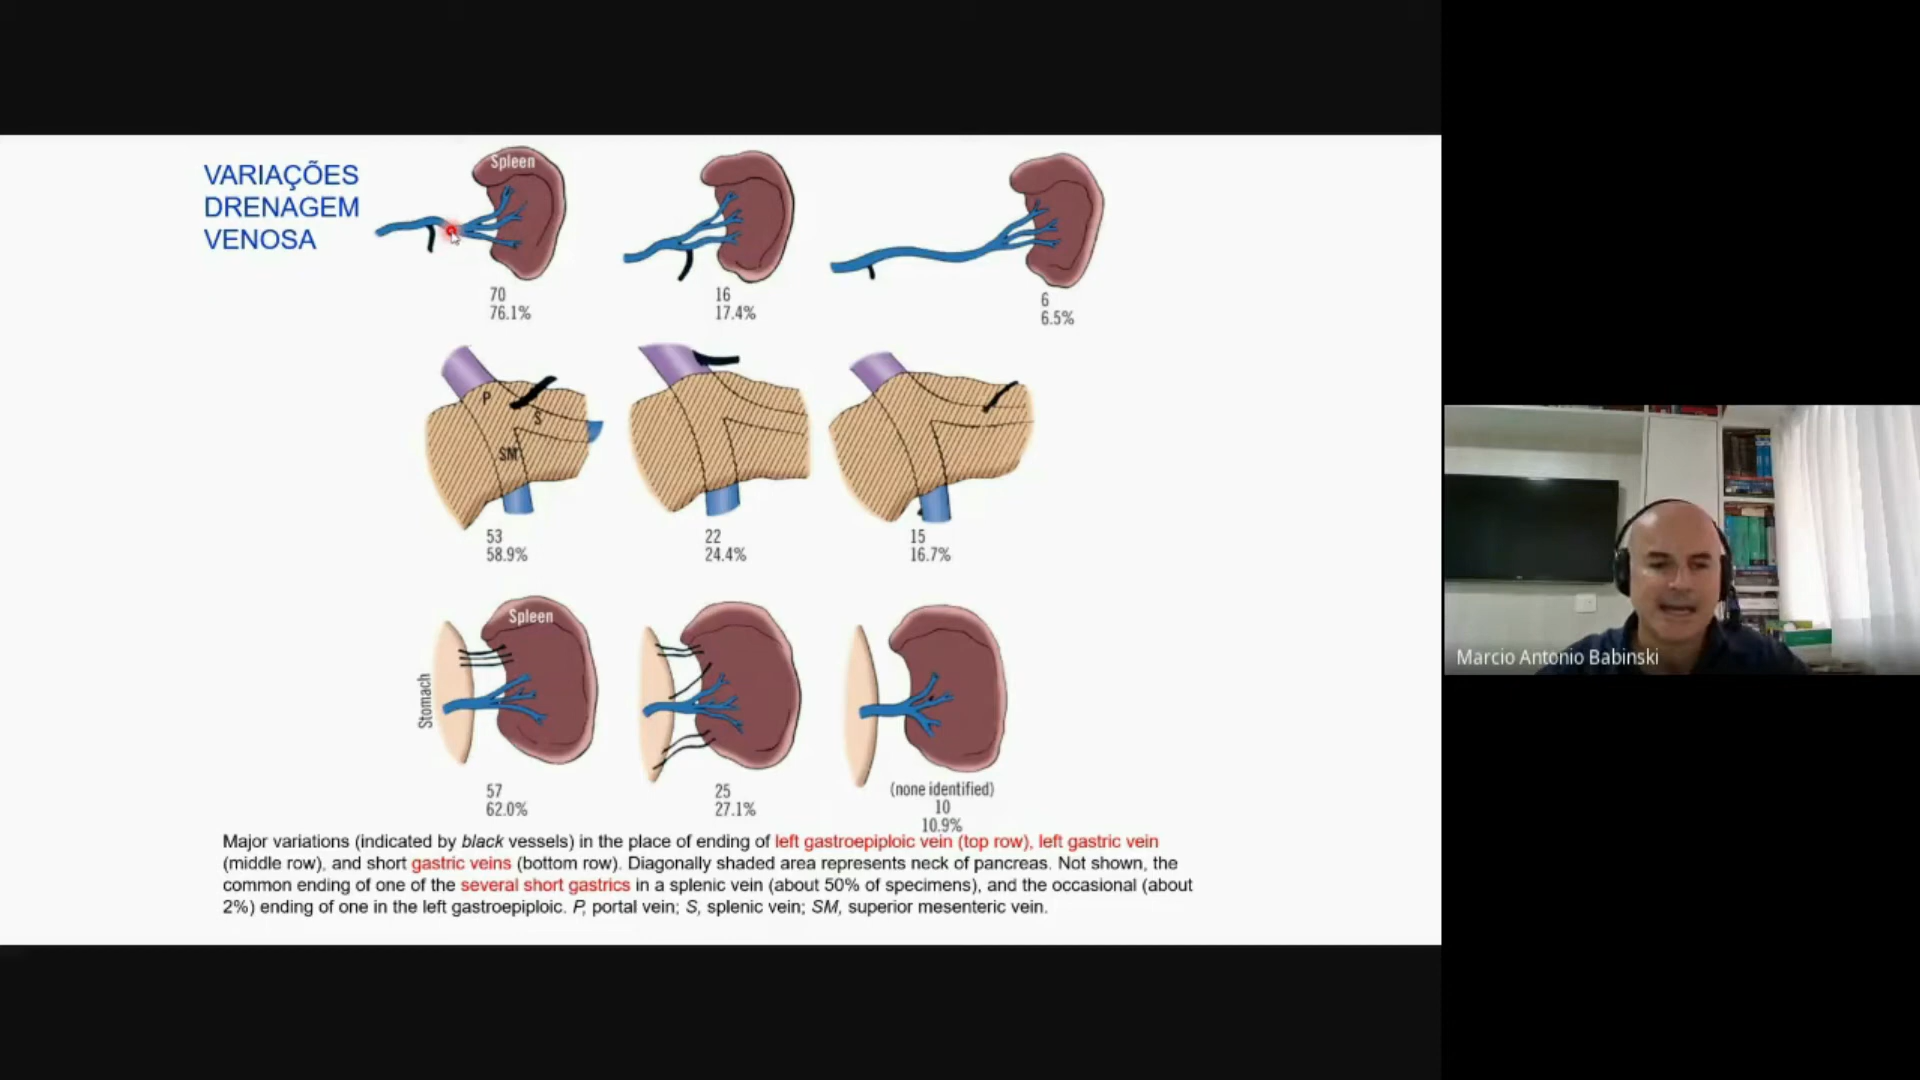 VARIAÇÕES
DRENAGEM
VENOSA
Spleen
70
76.1%
16
17.4%
6
6.5%
P
S
SM
53
58.9%
22
24.4%
15
16.7%
Spleen
Stomach
57
62.0%
25
27.1%
(none identified)
10
10.9%
Major variations (indicated by black vessels) in the place of ending of left gastroepiploic vein (top row), left gastric vein
(middle row), and short gastric veins (bottom row). Diagonally shaded area represents neck of pancreas. Not shown, the
common ending of one of the several short gastrics in a splenic vein (about 50% of specimens), and the occasional (about
2%) ending of one in the left gastroepiploic. P, portal vein; S, splenic vein; SM, superior mesenteric vein.
Marcio Antonio Babinski